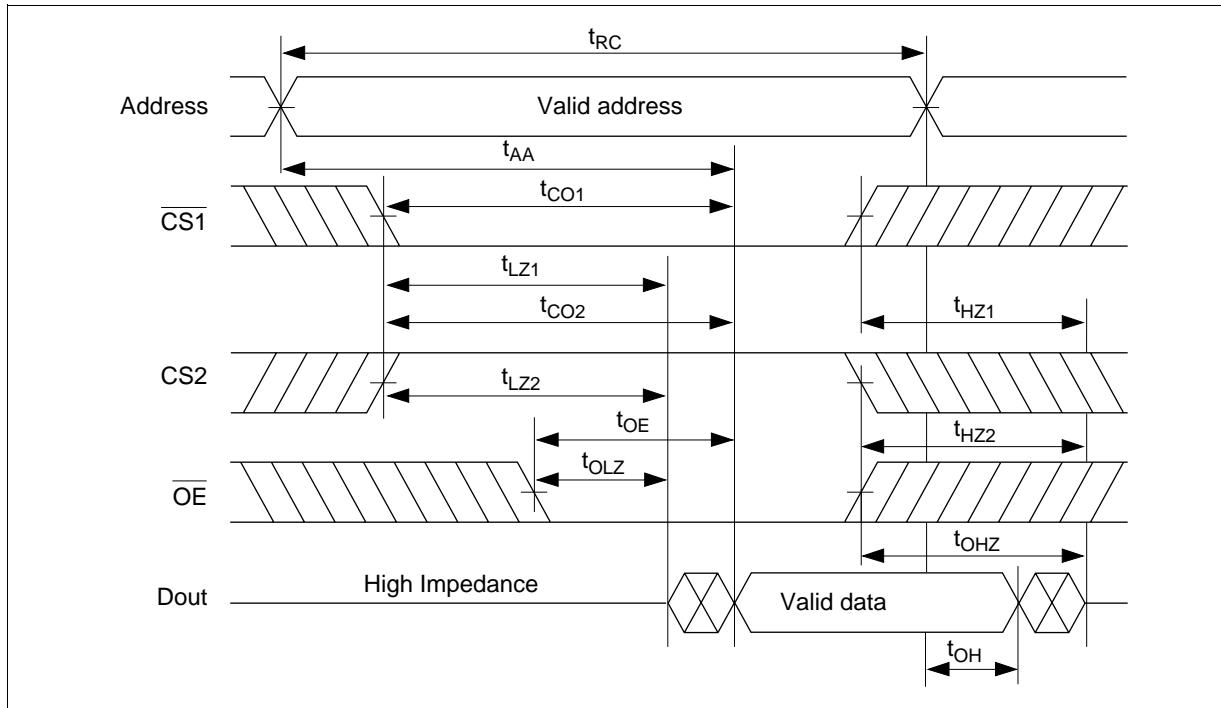 tRC
Address
Valid address
tAA
CS1
tCO1
tLZ1
tCO2
tHZ1
CS2
tLZ2
tOE
tHZ2
tOLZ
OE
tOHZ
High Impedance
Dout
Valid data
tOH